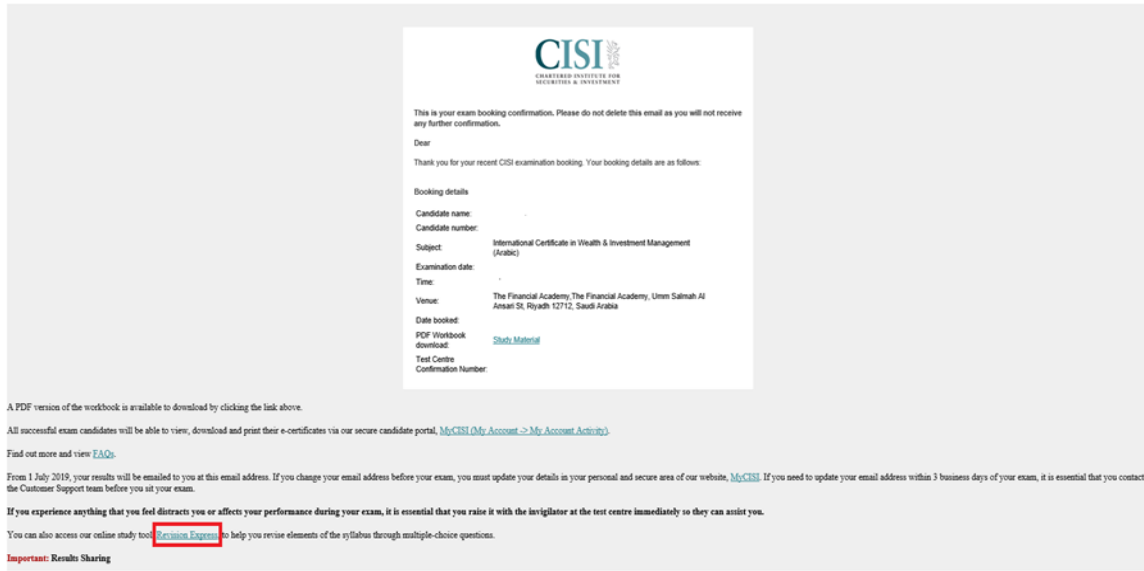 CISI
CHARTERED INSTITUTE FOR
SECURITIES & INVESTMENT
This is your exam booking confirmation. Please do not delete this email as you will not receive
any further confirmation.
Dear
Thank you for your recent CISI examination booking. Your booking details are as follows:
Booking details
Candidate name:
Candidate number:
Subject: International Certificate in Wealth & Investment Management
(Arabic)
Examination date:
Time:
Venue: The Financial Academy,The Financial Academy, Umm Salmah Al
Ansari St, Riyadh 12712, Saudi Arabia
Date booked:
PDF Workbook
download: Study Material
Test Centre
Confirmation Number:
A PDF version of the workbook is available to download by clicking the link above.
All successful exam candidates will be able to view, download and print their e-certificates via our secure candidate portal, MyCISI (My Account -> My Account Activity).
Find out more and view FAQs.
From 1 July 2019, your results will be emailed to you at this email address. If you change your email address before your exam, you must update your details in your personal and secure area of our website, MyCISI. If you need to update your email address within 3 business days of your exam, it is essential that you contact
the Customer Support team before you sit your exam.
If you experience anything that you feel distracts you or affects your performance during your exam, it is essential that you raise it with the invigilator at the test centre immediately so they can assist you.
You can also access our online study tool Revision Express, to help you revise elements of the syllabus through multiple-choice questions.
Important: Results Sharing